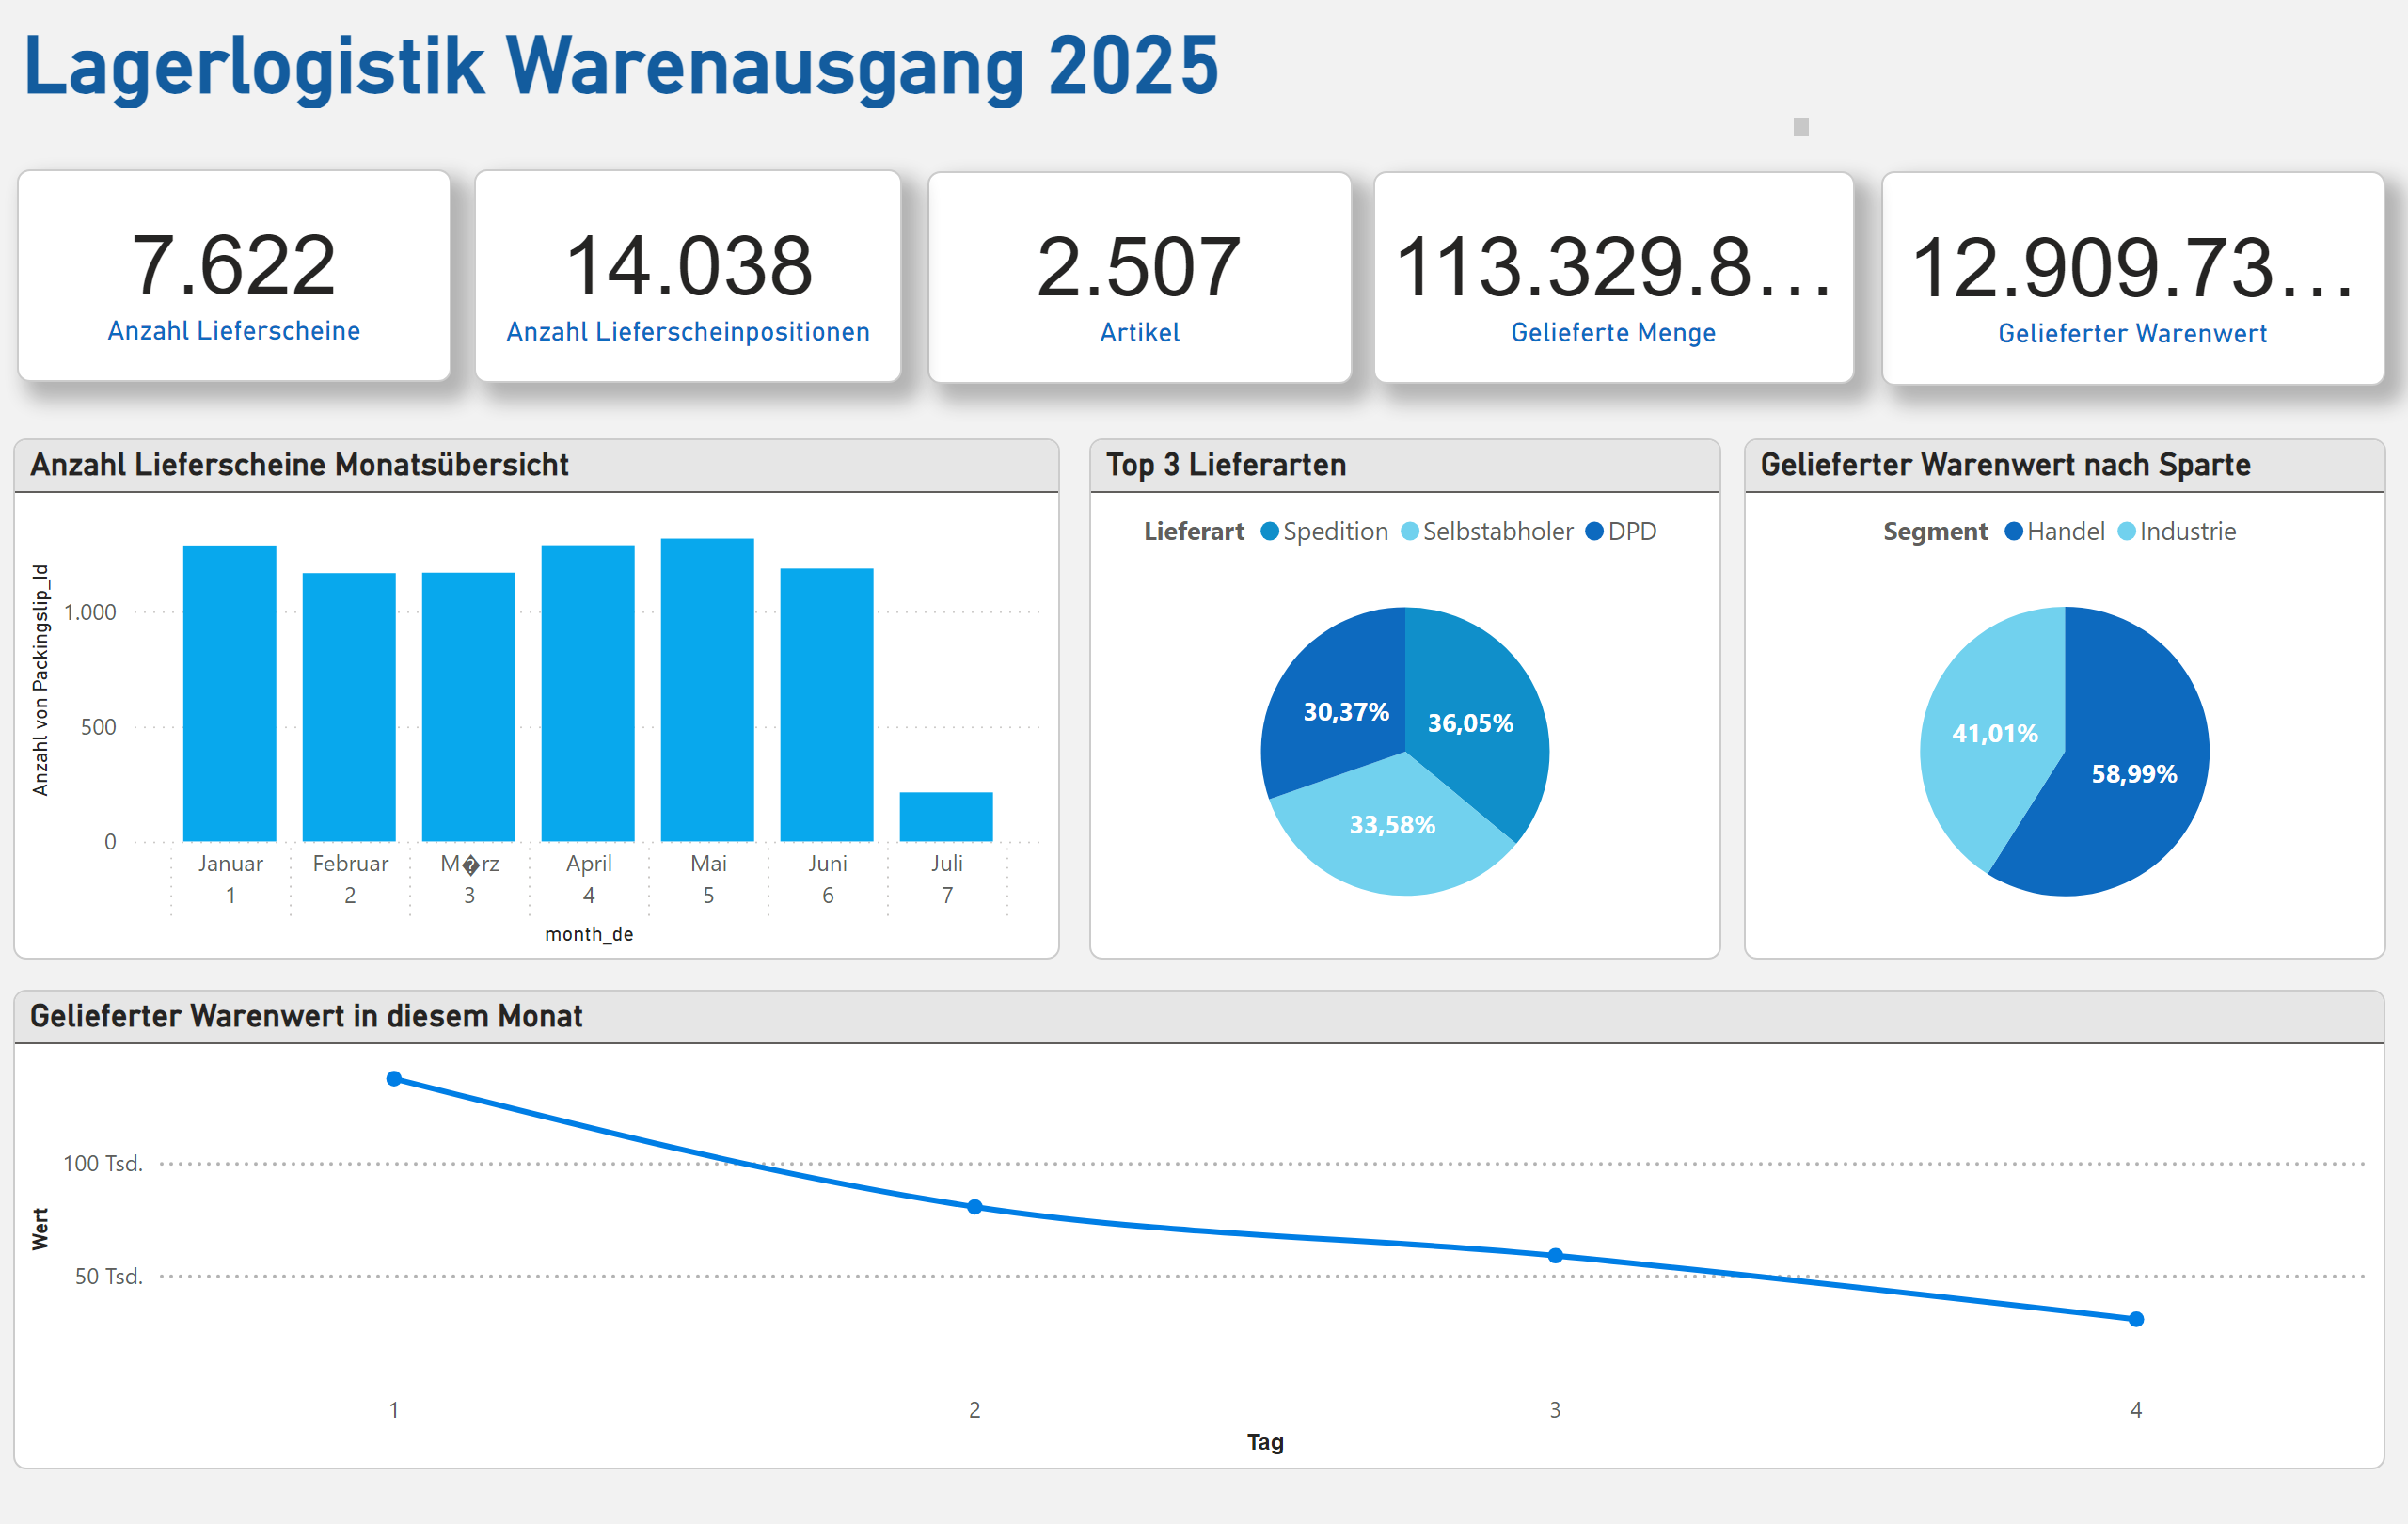 Lagerlogistik Warenausgang 2025
7.622
Anzahl Lieferscheine
14.038
Anzahl Lieferscheinpositionen
2.507
Artikel
113.329.8...
Gelieferte Menge
12.909.73...
Gelieferter Warenwert
Anzahl Lieferscheine Monatsübersicht
Anzahl von Packingslip_Id
1.000
500
0
Januar Februar M�rz April Mai Juni Juli
1 2 3 4 5 6 7
month_de
Top 3 Lieferarten
Lieferart Spedition Selbstabholer DPD
30,37%
36,05%
33,58%
Gelieferter Warenwert nach Sparte
Segment Handel Industrie
41,01%
58,99%
Gelieferter Warenwert in diesem Monat
Wert
100 Tsd.
50 Tsd.
1 2 3 4
Tag